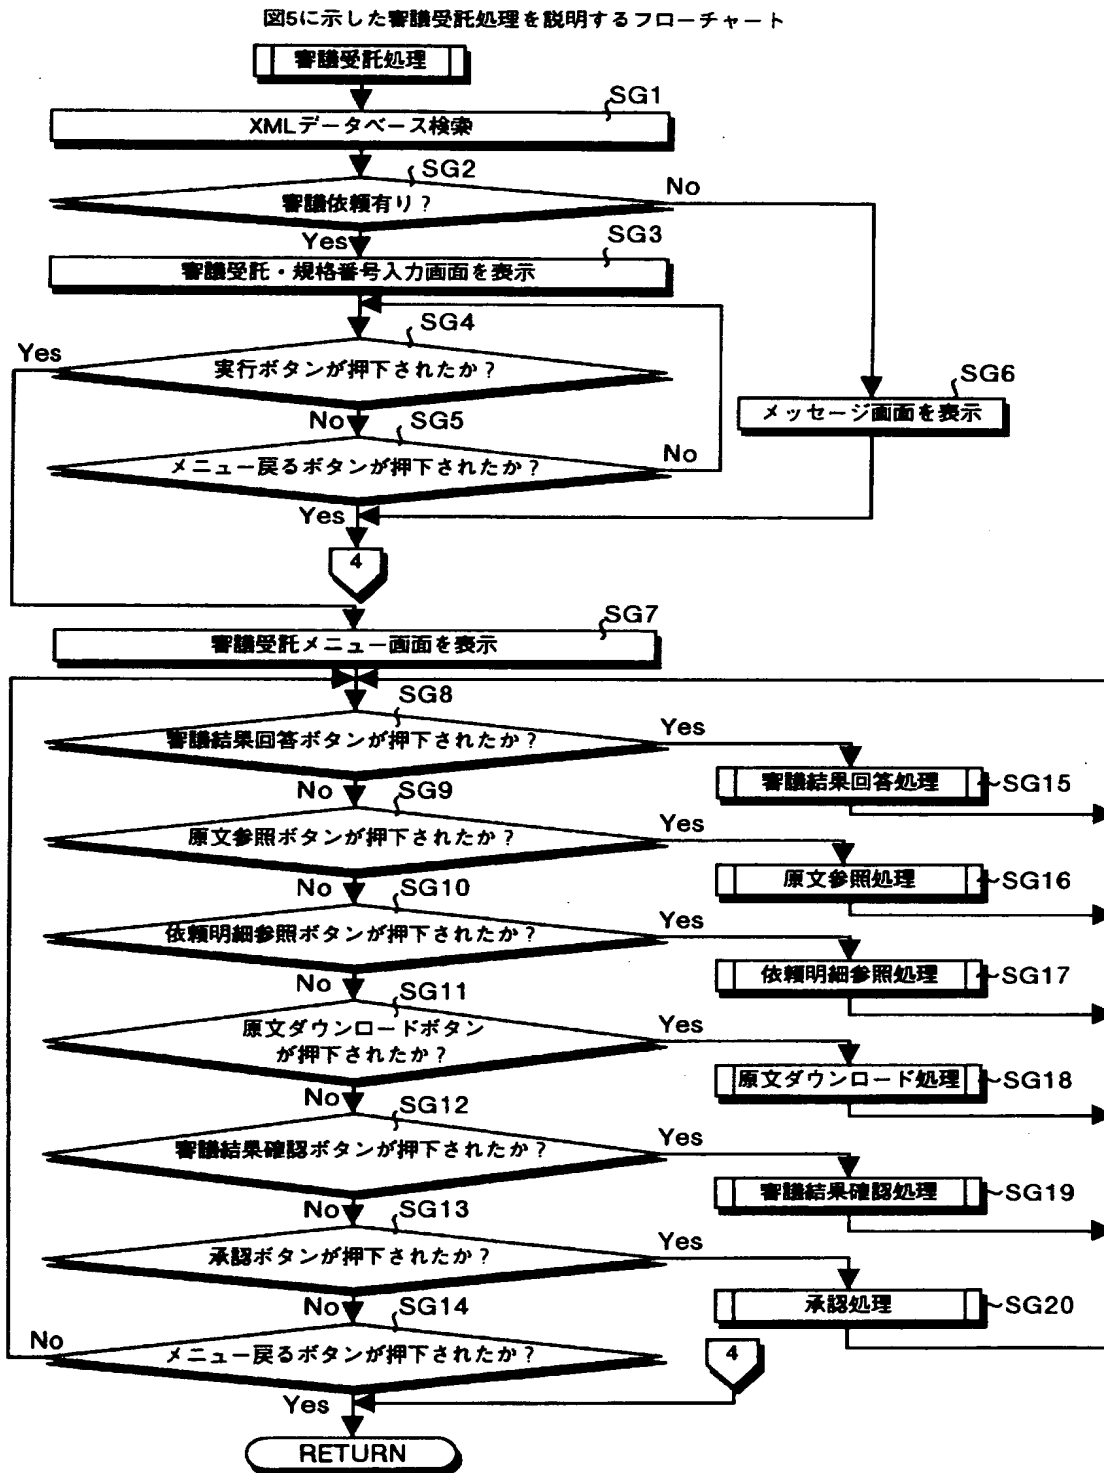 図5に示した審議受託処理を説明するフローチャート
審議受託処理
SG1
XMLデータベース検索
SG2
審議依頼有り？
No
Yes
SG3
審議受託・規格番号入力画面を表示
SG4
Yes
実行ボタンが押下されたか？
SG6
メッセージ画面を表示
No
SG5
メニュー戻るボタンが押下されたか？
No
Yes
4
SG7
審議受託メニュー画面を表示
SG8
審議結果回答ボタンが押下されたか？
Yes
審議結果回答処理
SG15
No
SG9
原文参照ボタンが押下されたか？
Yes
原文参照処理
SG16
No
SG10
依頼明細参照ボタンが押下されたか？
Yes
依頼明細参照処理
SG17
No
SG11
原文ダウンロードボタン
が押下されたか？
Yes
原文ダウンロード処理
SG18
No
SG12
審議結果確認ボタンが押下されたか？
Yes
審議結果確認処理
SG19
No
SG13
承認ボタンが押下されたか？
Yes
承認処理
SG20
No
SG14
No
メニュー戻るボタンが押下されたか？
4
Yes
RETURN